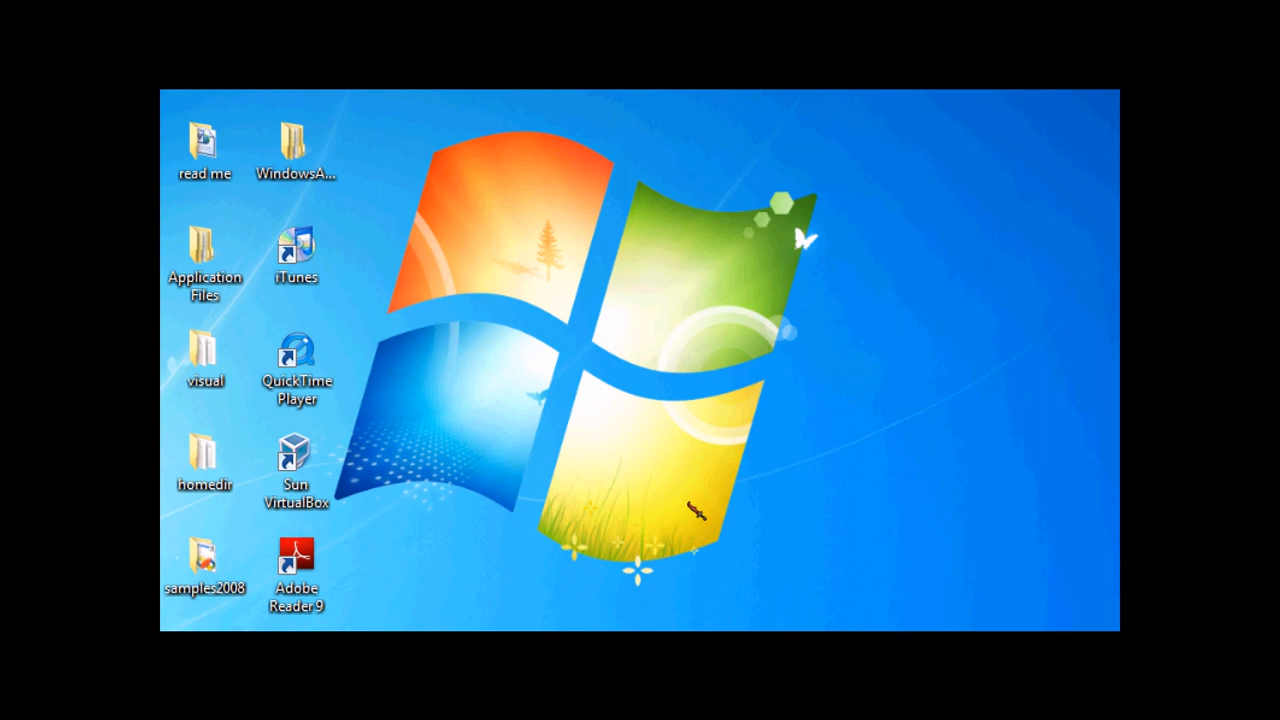 read me
WindowsA...
Application
Files
iTunes
visual
QuickTime
Player
homedir
Sun
VirtualBox
samples2008
Adobe
Reader 9